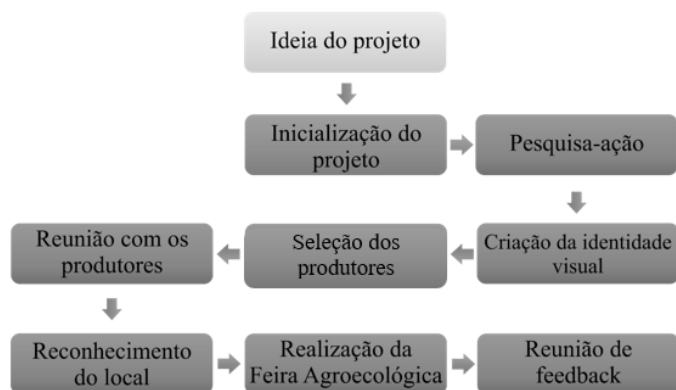 Ideia do projeto
Inicialização do
projeto
Pesquisa-ação
Criação da identidade
visual
Seleção dos
produtores
Reunião com os
produtores
Reconhecimento
do local
Realização da
Feira Agroecológica
Reunião de
feedback